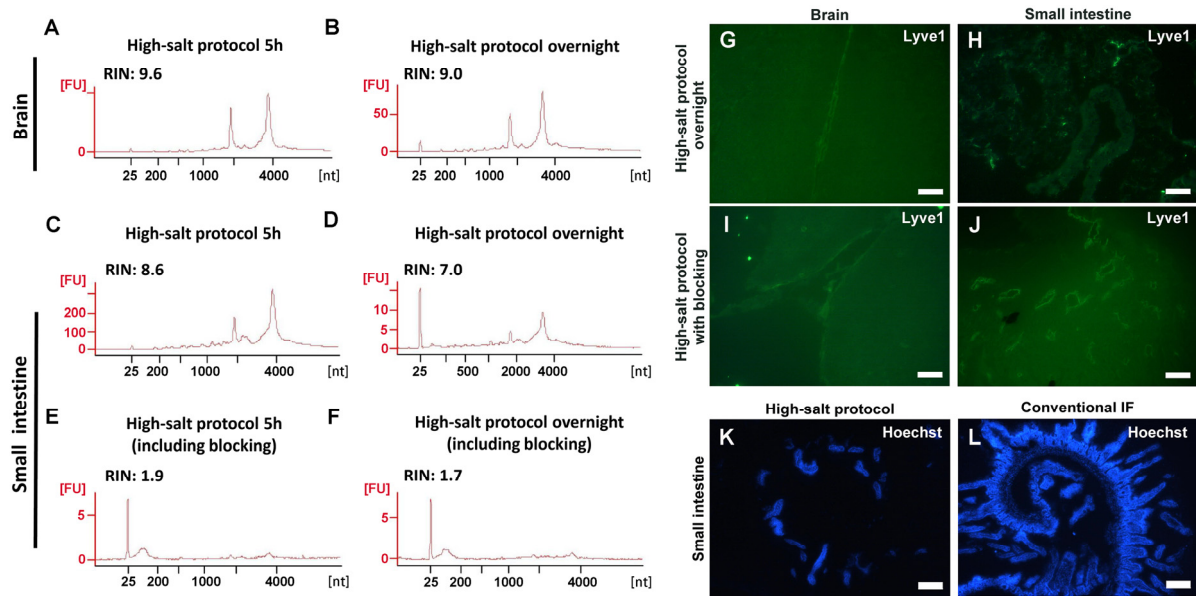 A
High-salt protocol 5h
RIN: 9.6
[FU]
0
25 200 1000 4000 [nt]
B
High-salt protocol overnight
RIN: 9.0
[FU]
50
0
25 200 1000 4000 [nt]
Brain
C
High-salt protocol 5h
RIN: 8.6
[FU]
200
100
0
25 200 1000 4000 [nt]
D
High-salt protocol overnight
RIN: 7.0
[FU]
10
5
0
25 500 2000 4000 [nt]
E
High-salt protocol 5h
(including blocking)
RIN: 1.9
[FU]
5
0
25 200 1000 4000 [nt]
F
High-salt protocol overnight
(including blocking)
RIN: 1.7
[FU]
5
0
25 200 1000 4000 [nt]
Small intestine
Brain
Small intestine
High-salt protocol
overnight
G
Lyve1
H
Lyve1
High-salt protocol
with blocking
I
Lyve1
J
Lyve1
High-salt protocol
Conventional IF
Small intestine
K
Hoechst
L
Hoechst